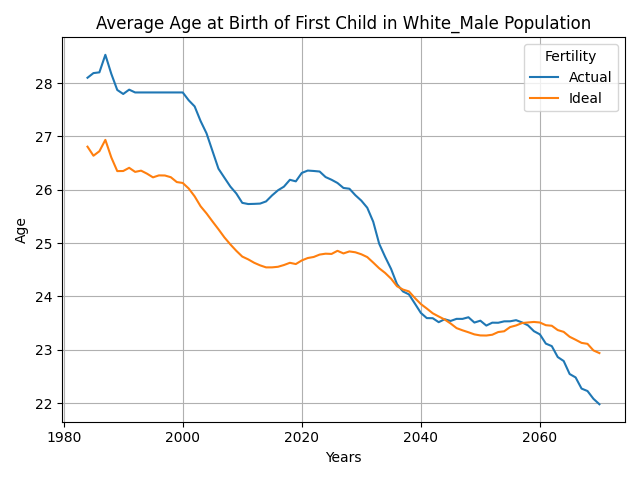 Average Age at Birth of First Child in White_Male Population
Fertility
Actual
Ideal
Age
28
27
26
25
24
23
22
1980
2000
2020
2040
2060
Years